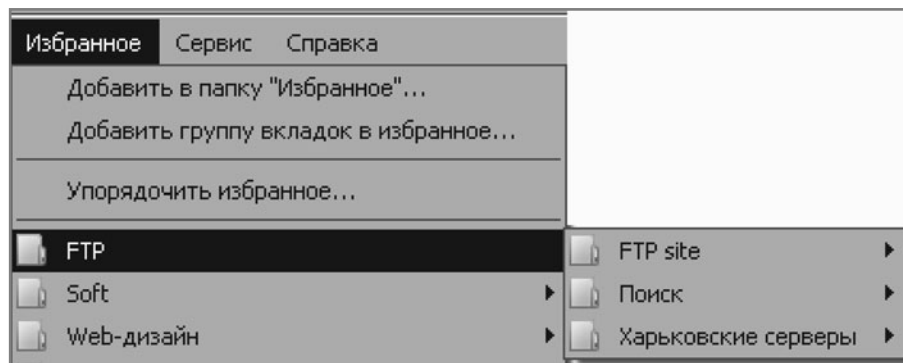 Избранное Сервис Справка
Добавить в папку "Избранное"...
Добавить группу вкладок в избранное...
Упорядочить избранное...
FTP FTP site
Soft Поиск
Web-дизайн Харьковские серверы